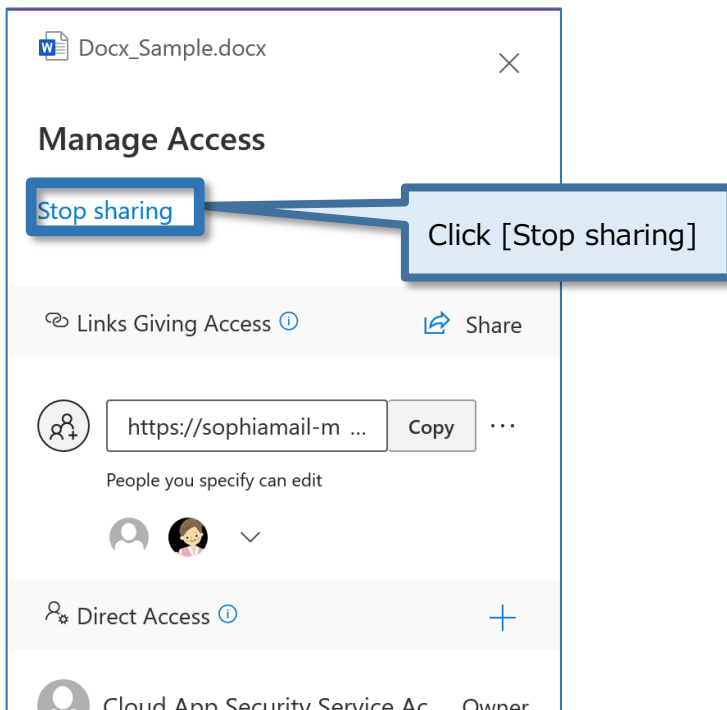 Docx_Sample.docx
Manage Access
Stop sharing
Click [Stop sharing]
Links Giving Access
Share
https://sophiamail-m ...
Copy
People you specify can edit
Direct Access
Cloud App Security Service Ac
Owner